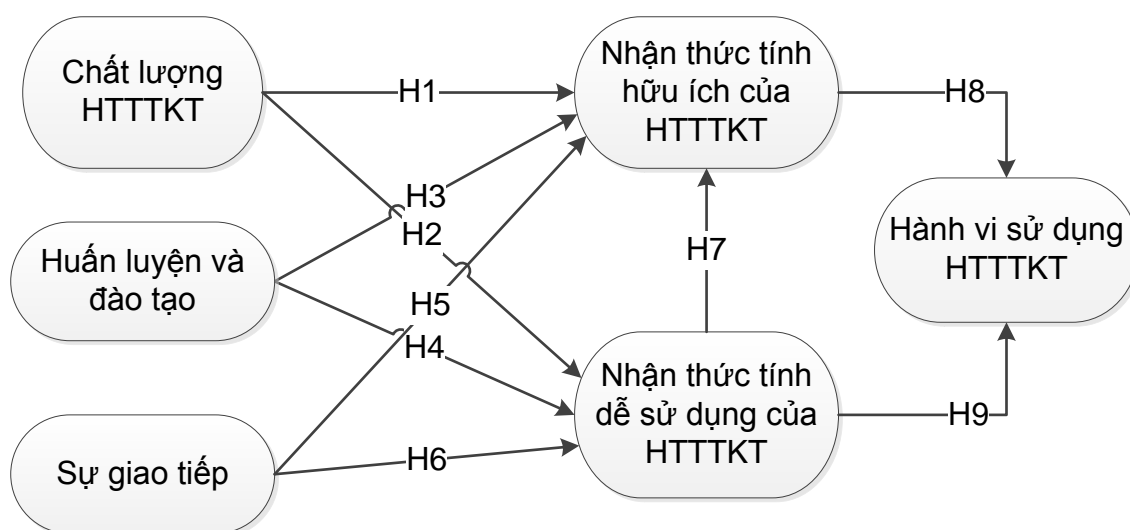 Chất lượng
HTTTKT
H1
Nhận thức tính
hữu ích của
HTTTKT
H8
H3
H2
Huấn luyện và
đào tạo
H7
Hành vi sử dụng
HTTTKT
H5
H4
Nhận thức tính
dễ sử dụng của
HTTTKT
H9
Sự giao tiếp
H6